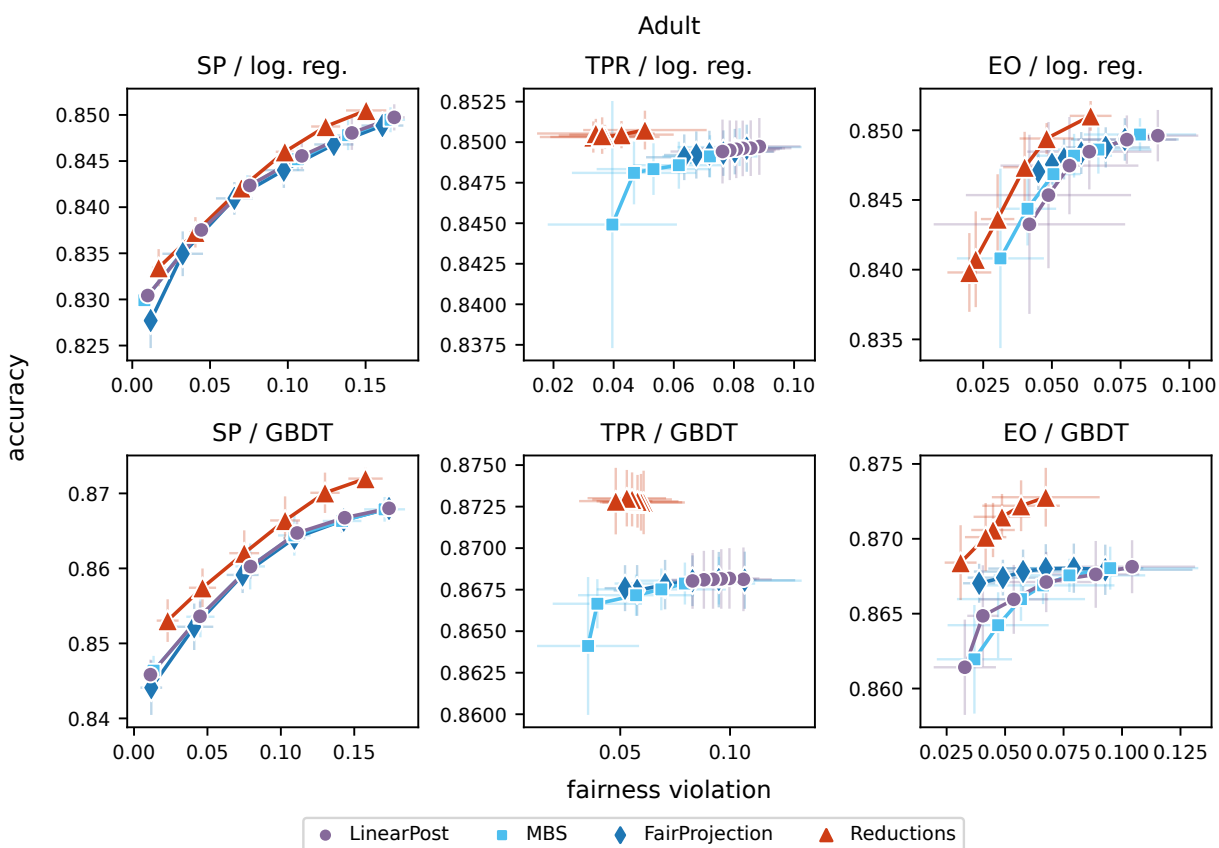 Adult
SP / log. reg.
TPR / log. reg.
EO / log. reg.
0.850
0.845
0.840
0.835
0.830
0.825
0.00 0.05 0.10 0.15
0.8525
0.8500
0.8475
0.8450
0.8425
0.8400
0.8375
0.02 0.04 0.06 0.08 0.10
0.850
0.845
0.840
0.835
0.025 0.050 0.075 0.100
accuracy
SP / GBDT
TPR / GBDT
EO / GBDT
0.87
0.86
0.85
0.84
0.00 0.05 0.10 0.15
0.8750
0.8725
0.8700
0.8675
0.8650
0.8625
0.8600
0.05 0.10
0.875
0.870
0.865
0.860
0.025 0.050 0.075 0.100 0.125
fairness violation
LinearPost MBS FairProjection Reductions